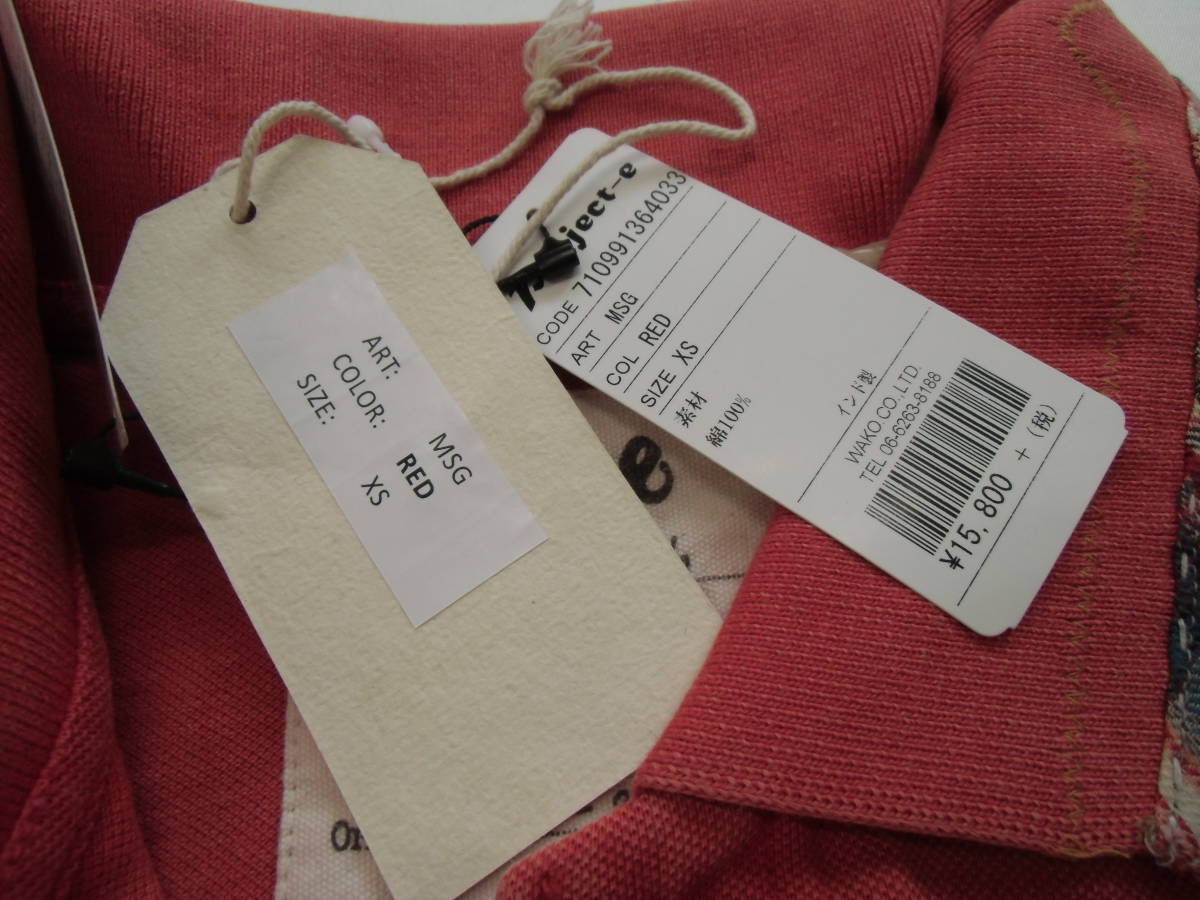 ART: MSG
COLOR: RED
SIZE: XS
CODE 710991364033
ART MSG
COL RED
SIZE XS
素材
綿100%
インド製
WAKO.CO.,LTD.
TEL 06-6263-8188
¥15,800 + (税)